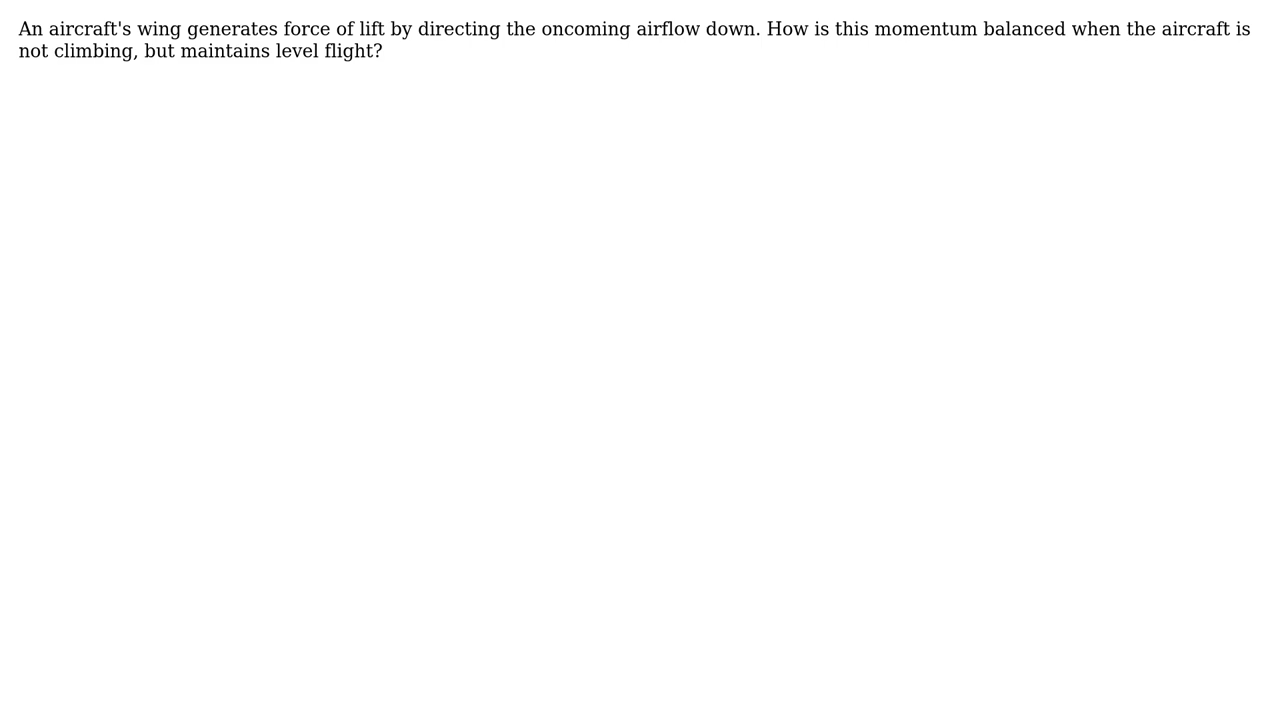 An aircraft's wing generates force of lift by directing the oncoming airflow down. How is this momentum balanced when the aircraft is
not climbing, but maintains level flight?